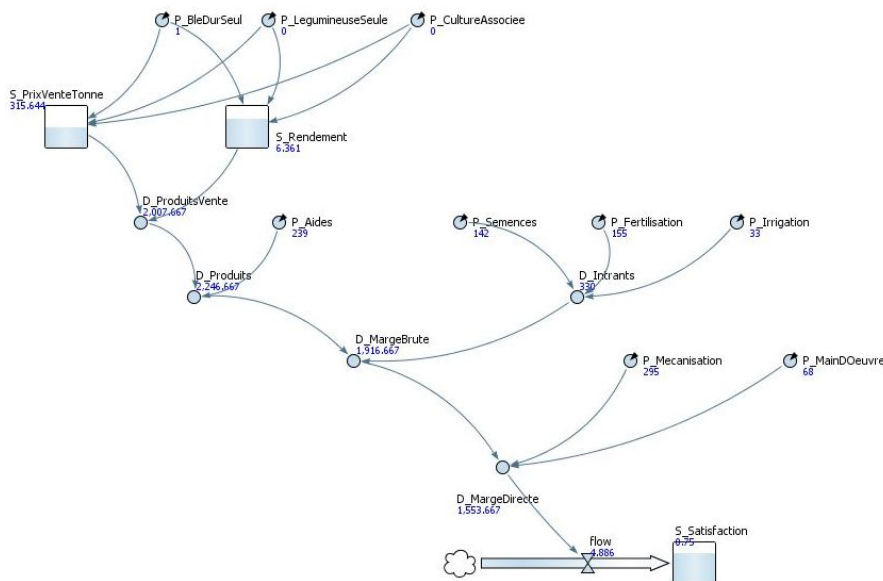 P_BleDurSeul
1
P_LegumineuseSeule
0
P_CultureAssociee
0
S_PrixVenteTonne
315.644
S_Rendement
6.361
D_ProduitsVente
2,007.667
P_Aides
239
P_Semences
142
P_Fertilisation
155
P_Irrigation
33
D_Produits
2,246.667
D_Intrants
330
D_MargeBrute
1,916.667
P_Mecanisation
295
P_MainDOeuvre
68
D_MargeDirecte
1,553.667
flow
4.886
S_Satisfaction
0.75